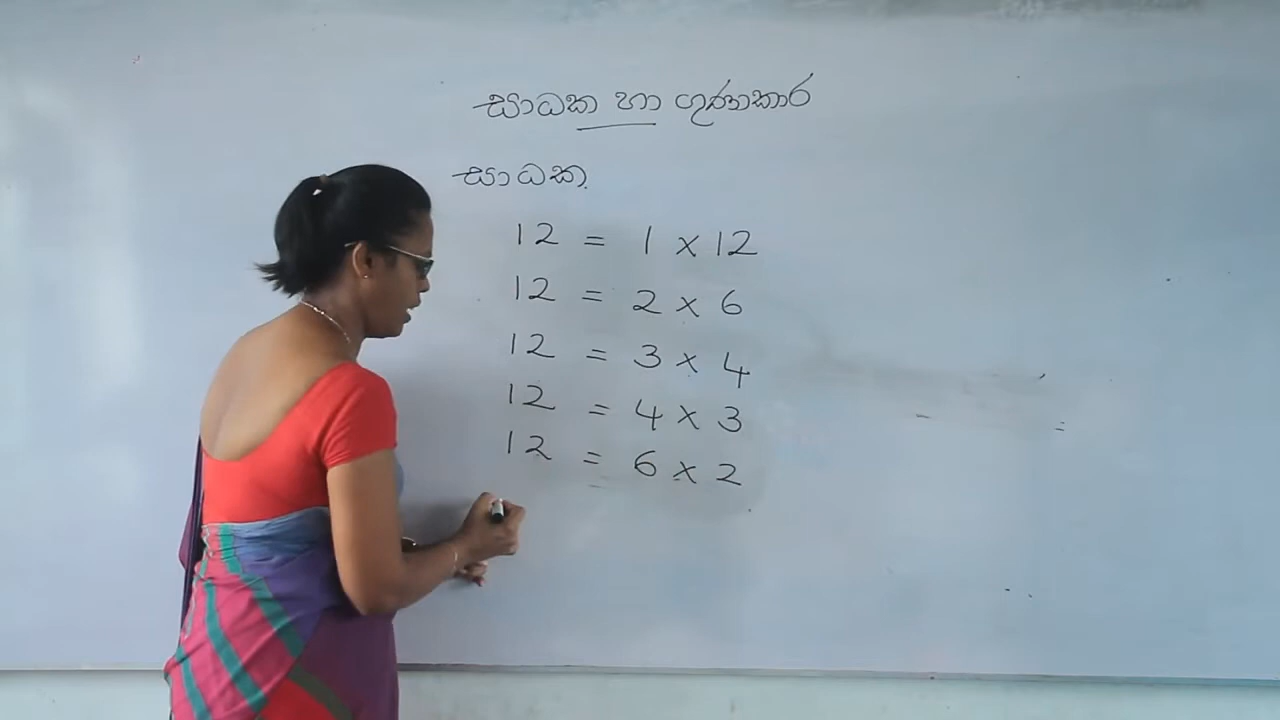 සාධක හා ගුණාකාර
සාධක
12 = 1 x 12
12 = 2 x 6
12 = 3 x 4
12 = 4 x 3
12 = 6 x 2